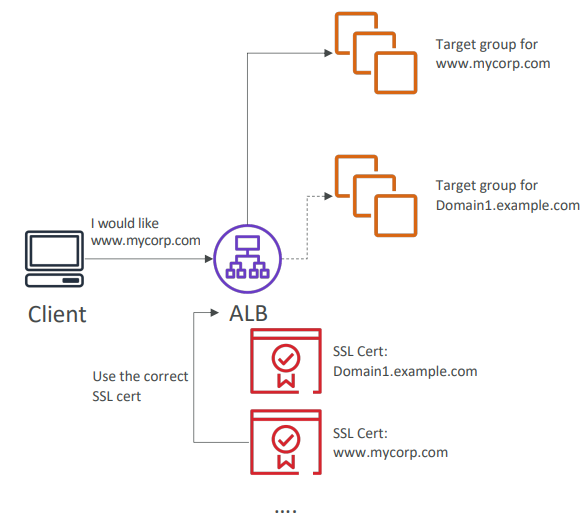 Target group for
www.mycorp.com
Target group for
Domain1.example.com
I would like
www.mycorp.com
Client
ALB
SSL Cert:
Domain1.example.com
Use the correct
SSL cert
SSL Cert:
www.mycorp.com
....